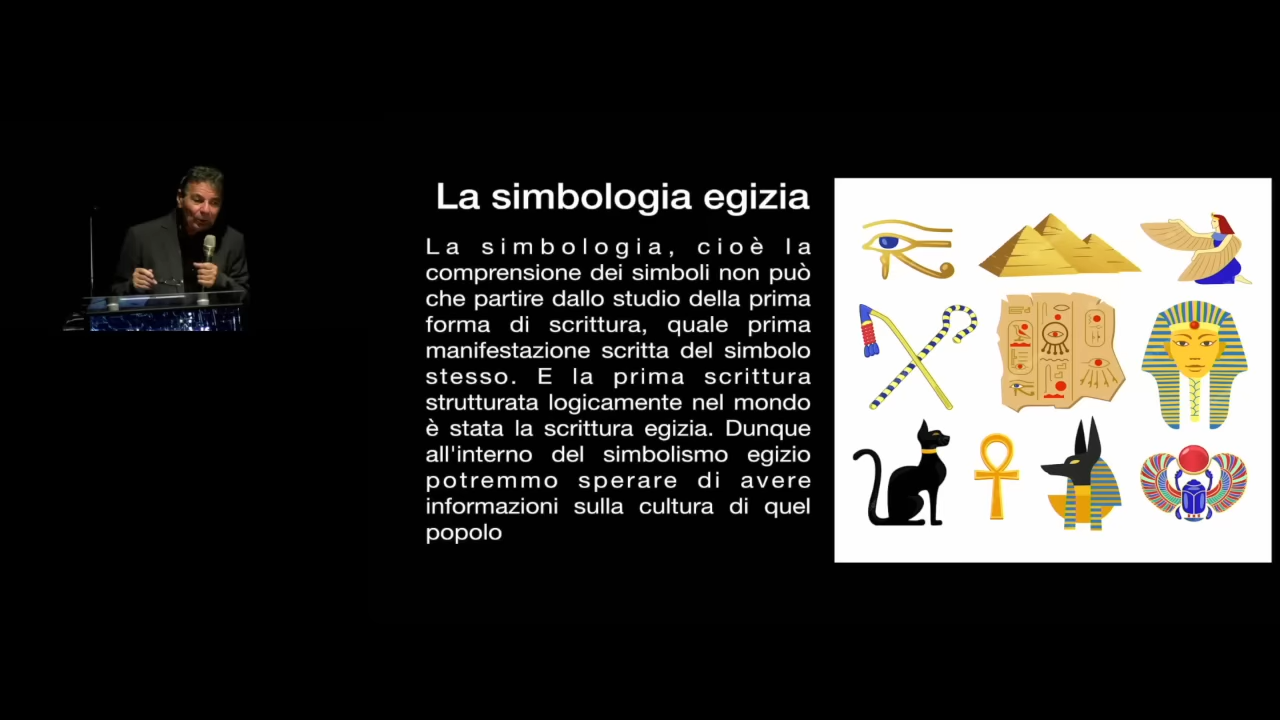 La simbologia egizia
La simbologia, cioè la
comprensione dei simboli non può
che partire dallo studio della prima
forma di scrittura, quale prima
manifestazione scritta del simbolo
stesso. E la prima scrittura
strutturata logicamente nel mondo
è stata la scrittura egizia. Dunque
all'interno del simbolismo egizio
potremmo sperare di avere
informazioni sulla cultura di quel
popolo